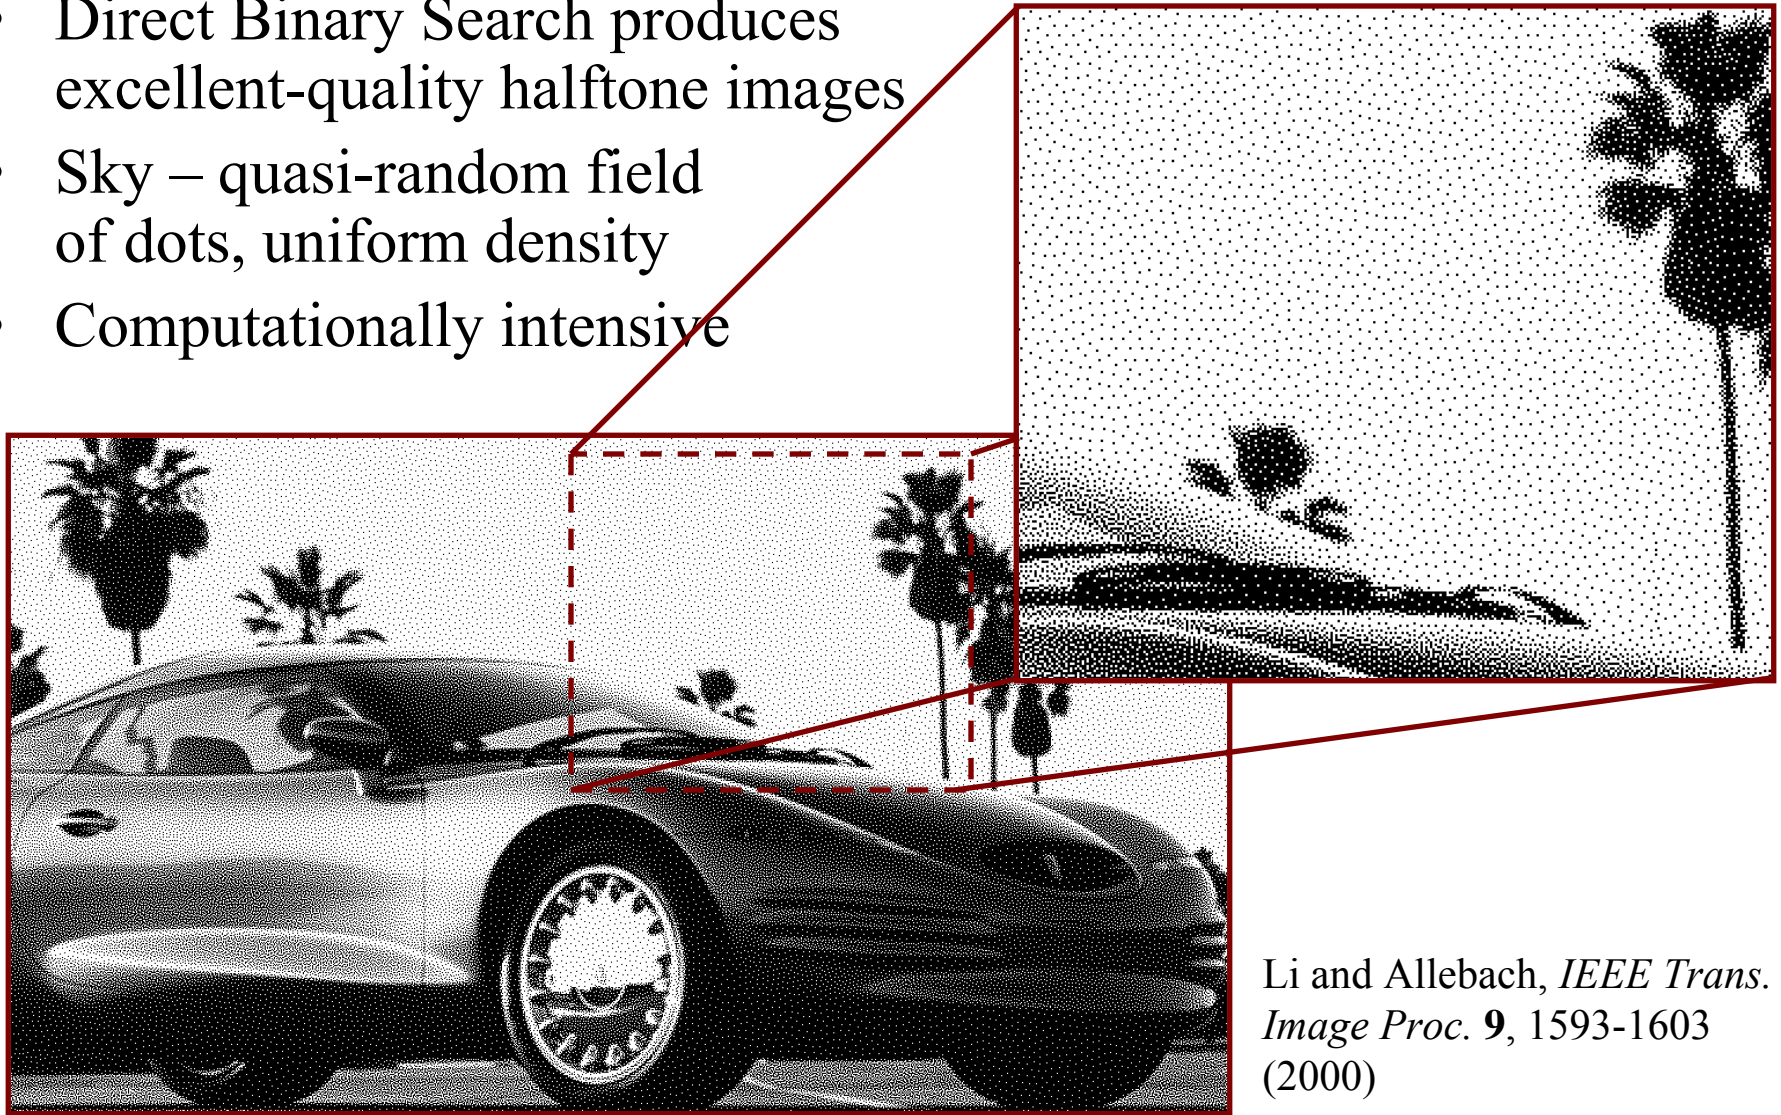 • Direct Binary Search produces
excellent-quality halftone images
• Sky – quasi-random field
of dots, uniform density
• Computationally intensive
Li and Allebach, IEEE Trans.
Image Proc. 9, 1593-1603
(2000)